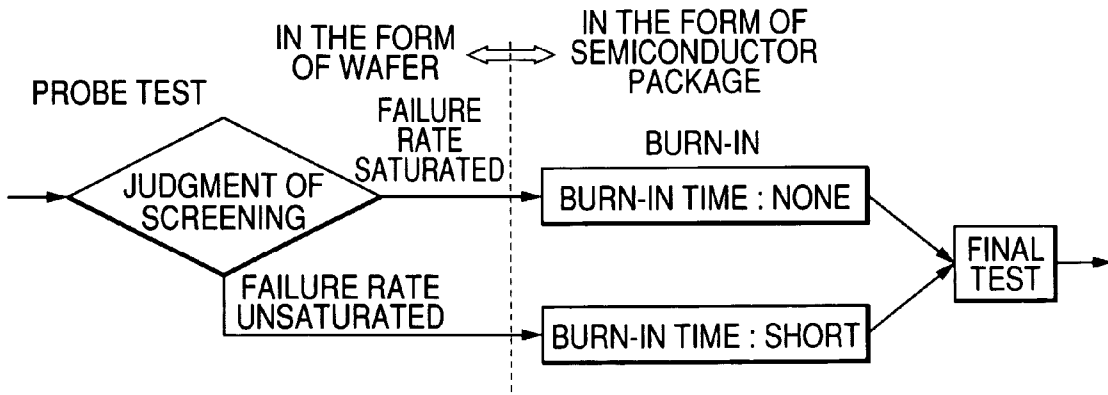 IN THE FORM
OF WAFER
IN THE FORM OF
SEMICONDUCTOR
PACKAGE
PROBE TEST
FAILURE
RATE
SATURATED
BURN-IN
JUDGMENT OF
SCREENING
BURN-IN TIME : NONE
FINAL
TEST
FAILURE RATE
UNSATURATED
BURN-IN TIME : SHORT